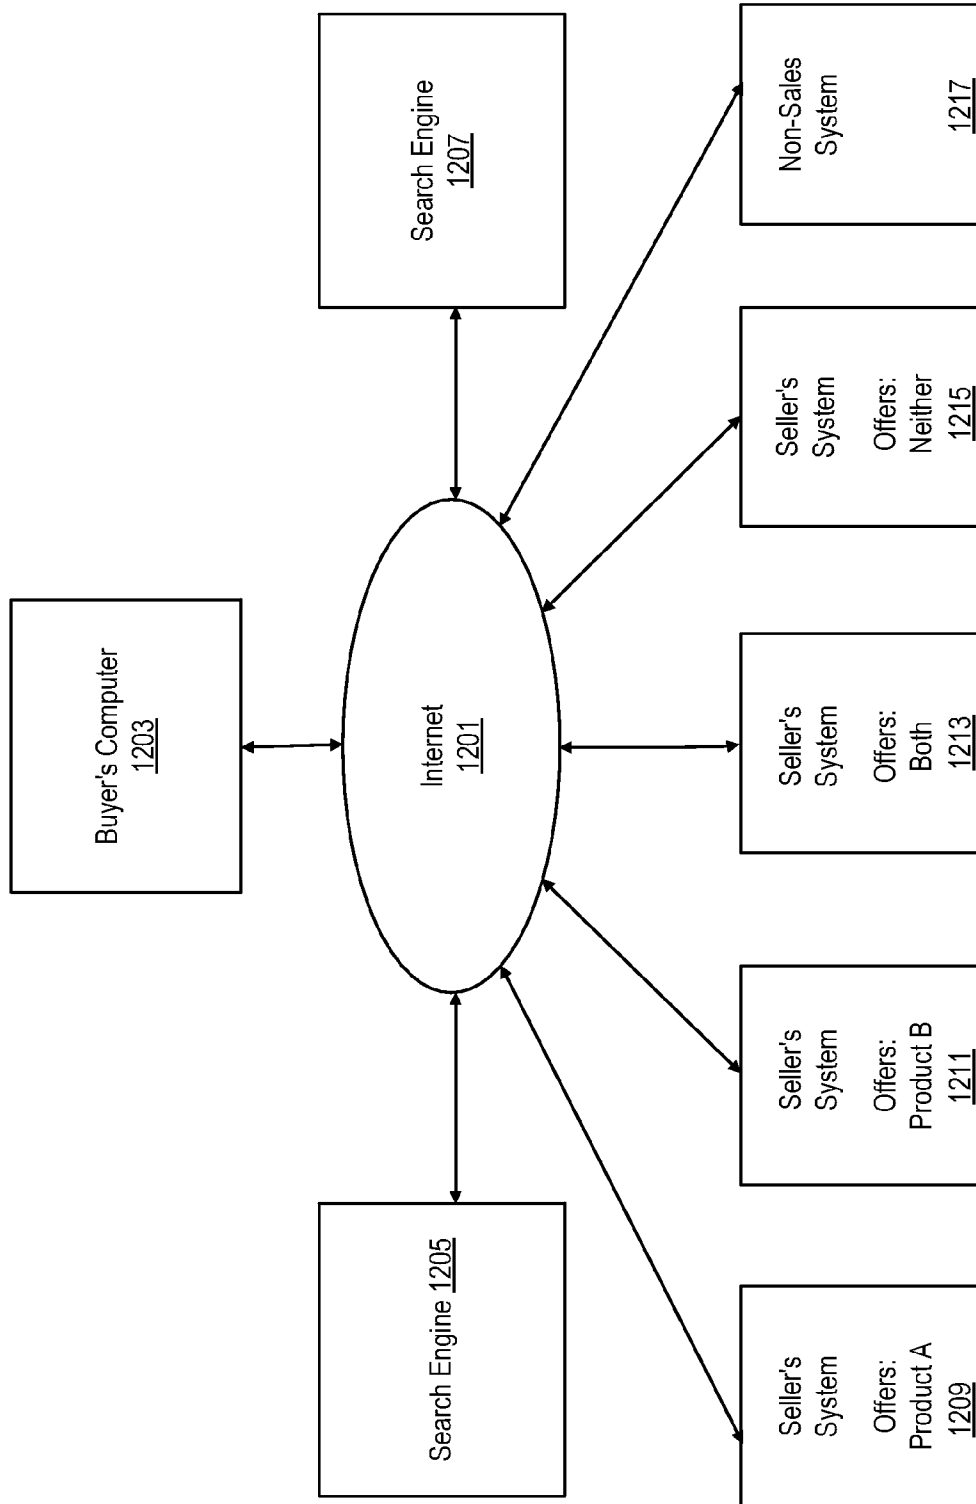 Buyer's Computer
1203
Search Engine 1205
Internet
1201
Search Engine
1207
Seller's
System
Offers:
Product A
1209
Seller's
System
Offers:
Product B
1211
Seller's
System
Offers:
Both
1213
Seller's
System
Offers:
Neither
1215
Non-Sales
System
1217